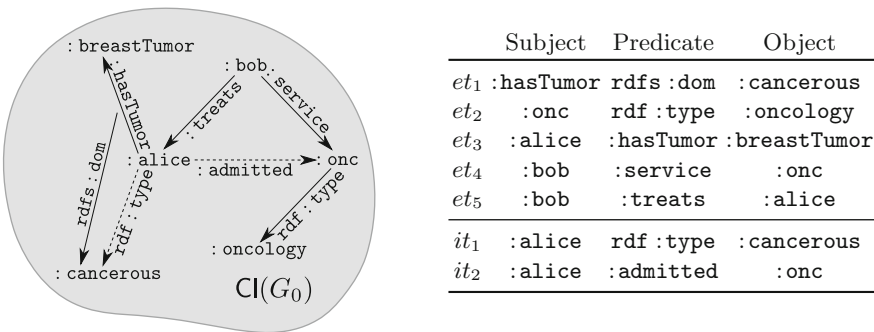 :breastTumor
:hasTumor
:bob
:service
:treats
:alice
:admitted
:onc
rdfs:dom
rdf:type
rdf:type
:oncology
:cancerous
Cl(G0)
Subject Predicate Object
et1 :hasTumor rdfs:dom :cancerous
et2 :onc rdf:type :oncology
et3 :alice :hasTumor :breastTumor
et4 :bob :service :onc
et5 :bob :treats :alice
it1 :alice rdf:type :cancerous
it2 :alice :admitted :onc